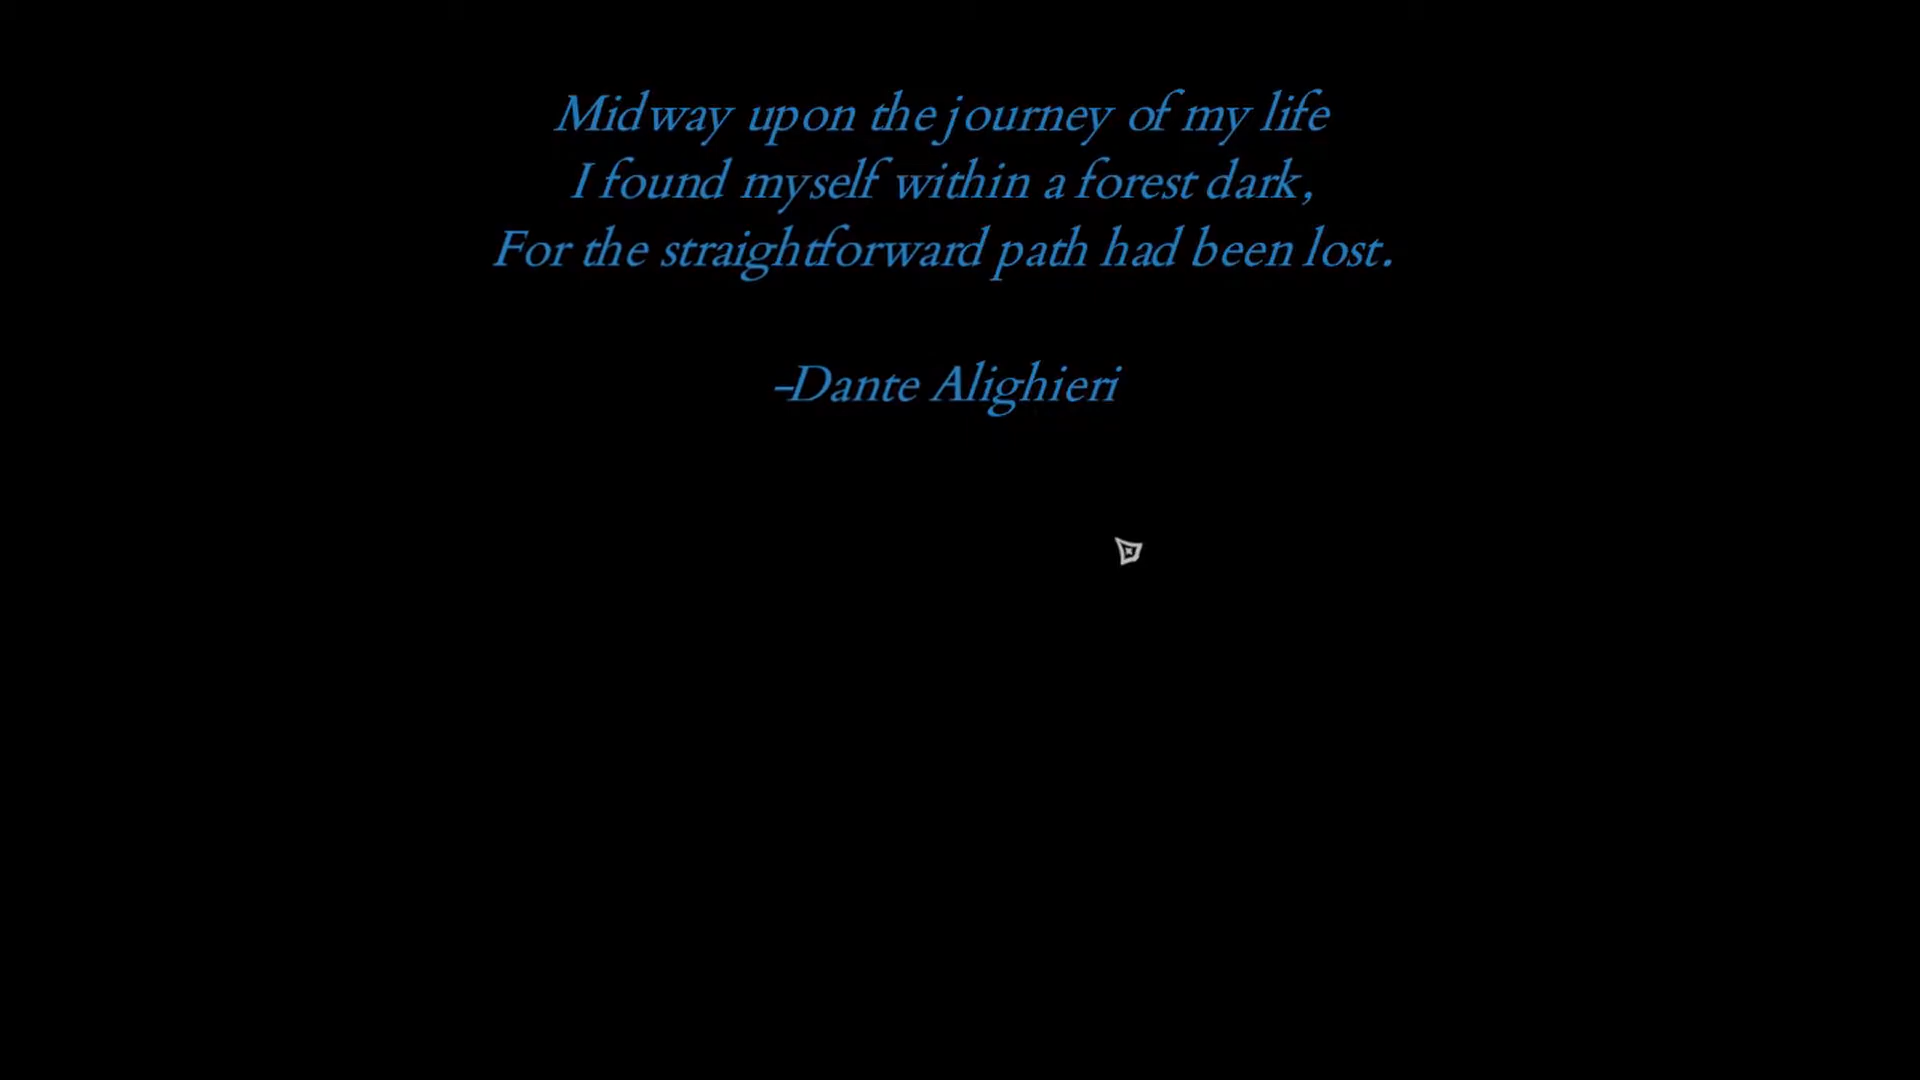 Midway upon the journey of my life
I found myself within a forest dark,
For the straightforward path had been lost.
-Dante Alighieri